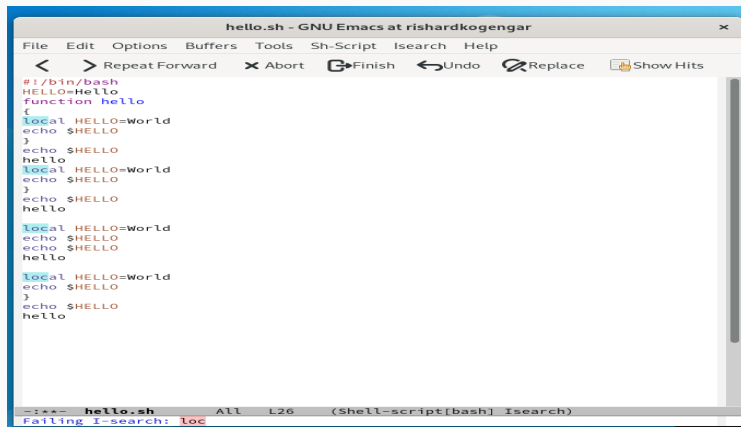 hello.sh - GNU Emacs at rishardkogengar
File Edit Options Buffers Tools Sh-Script Isearch Help
Repeat Forward Abort Finish Undo Replace Show Hits
#!/bin/bash
HELLO=Hello
function hello
{
local HELLO=World
echo $HELLO
}
echo $HELLO
hello
local HELLO=World
echo $HELLO
}
echo $HELLO
hello
local HELLO=World
echo $HELLO
echo $HELLO
hello
local HELLO=World
echo $HELLO
}
echo $HELLO
hello
-:**- hello.sh All L26 (Shell-script[bash] Isearch)
Failing I-search: loc